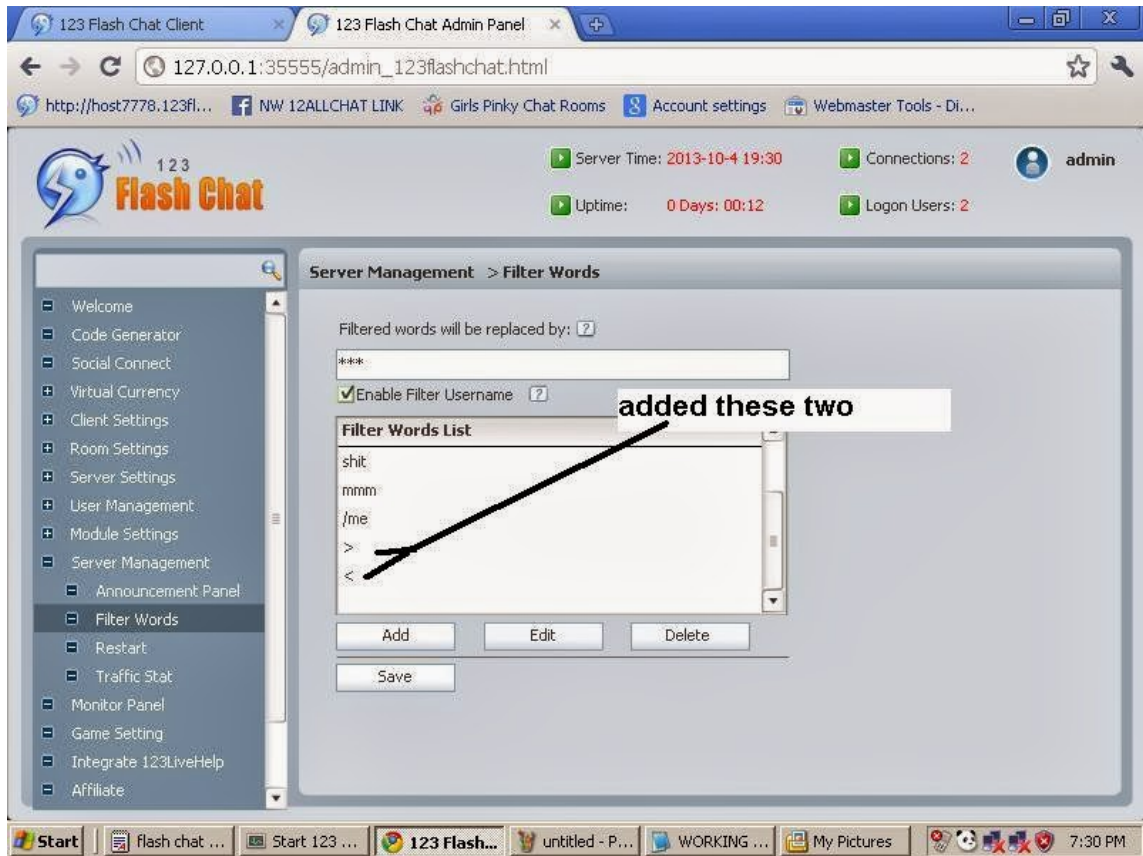 123 Flash Chat Client
123 Flash Chat Admin Panel
127.0.0.1:35555/admin_123flashchat.html
http://host7778.123fl... NW 12ALLCHAT LINK Girls Pinky Chat Rooms Account settings Webmaster Tools - Di...
123
Flash Chat
Server Time: 2013-10-4 19:30 Connections: 2 admin
Uptime: 0 Days: 00:12 Logon Users: 2
Welcome
Code Generator
Social Connect
Virtual Currency
Client Settings
Room Settings
Server Settings
User Management
Module Settings
Server Management
Announcement Panel
Filter Words
Restart
Traffic Stat
Monitor Panel
Game Setting
Integrate 123LiveHelp
Affiliate
Server Management > Filter Words
Filtered words will be replaced by: ?
***
Enable Filter Username ?
added these two
Filter Words List
shit
mmm
/me
>
<
Add Edit Delete
Save
Start flash chat ... Start 123 ... 123 Flash... untitled - P... WORKING ... My Pictures 7:30 PM